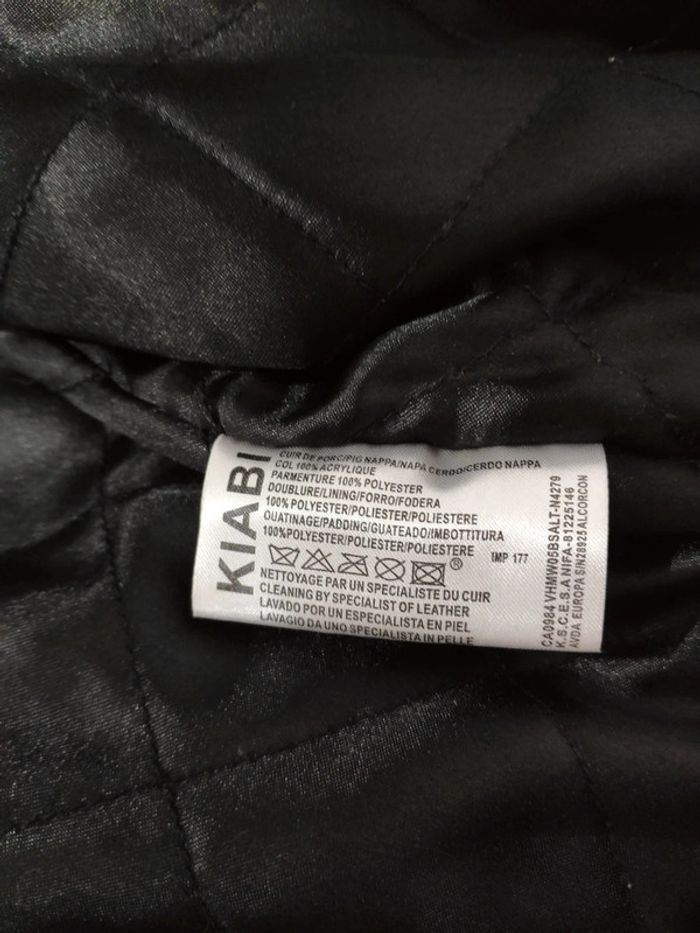 KIABI
CUIR DE PORC/PIG NAPPA/NAPA CERDO/CERDO NAPPA
COL 100% ACRYLIQUE
PARMENTURE 100% POLYESTER
DOUBLURE/LINING/FORRO/FODERA
100% POLYESTER/POLIESTER/POLIESTERE
OUATINAGE/PADDING/GUATEADO/IMBOTTITURA
100%POLYESTER/POLIESTER/POLIESTERE
IMP 177
®
NETTOYAGE PAR UN SPECIALISTE DU CUIR
CLEANING BY SPECIALIST OF LEATHER
LAVADO POR UN ESPECIALISTA EN PIEL
LAVAGIO DA UNO SPECIALISTA IN PELLE
CA0984 VHMW05BSALT-N4279
K.S.C.E.S.A NIFA-81225146
AVDA EUROPA S/N28925 ALCORCON